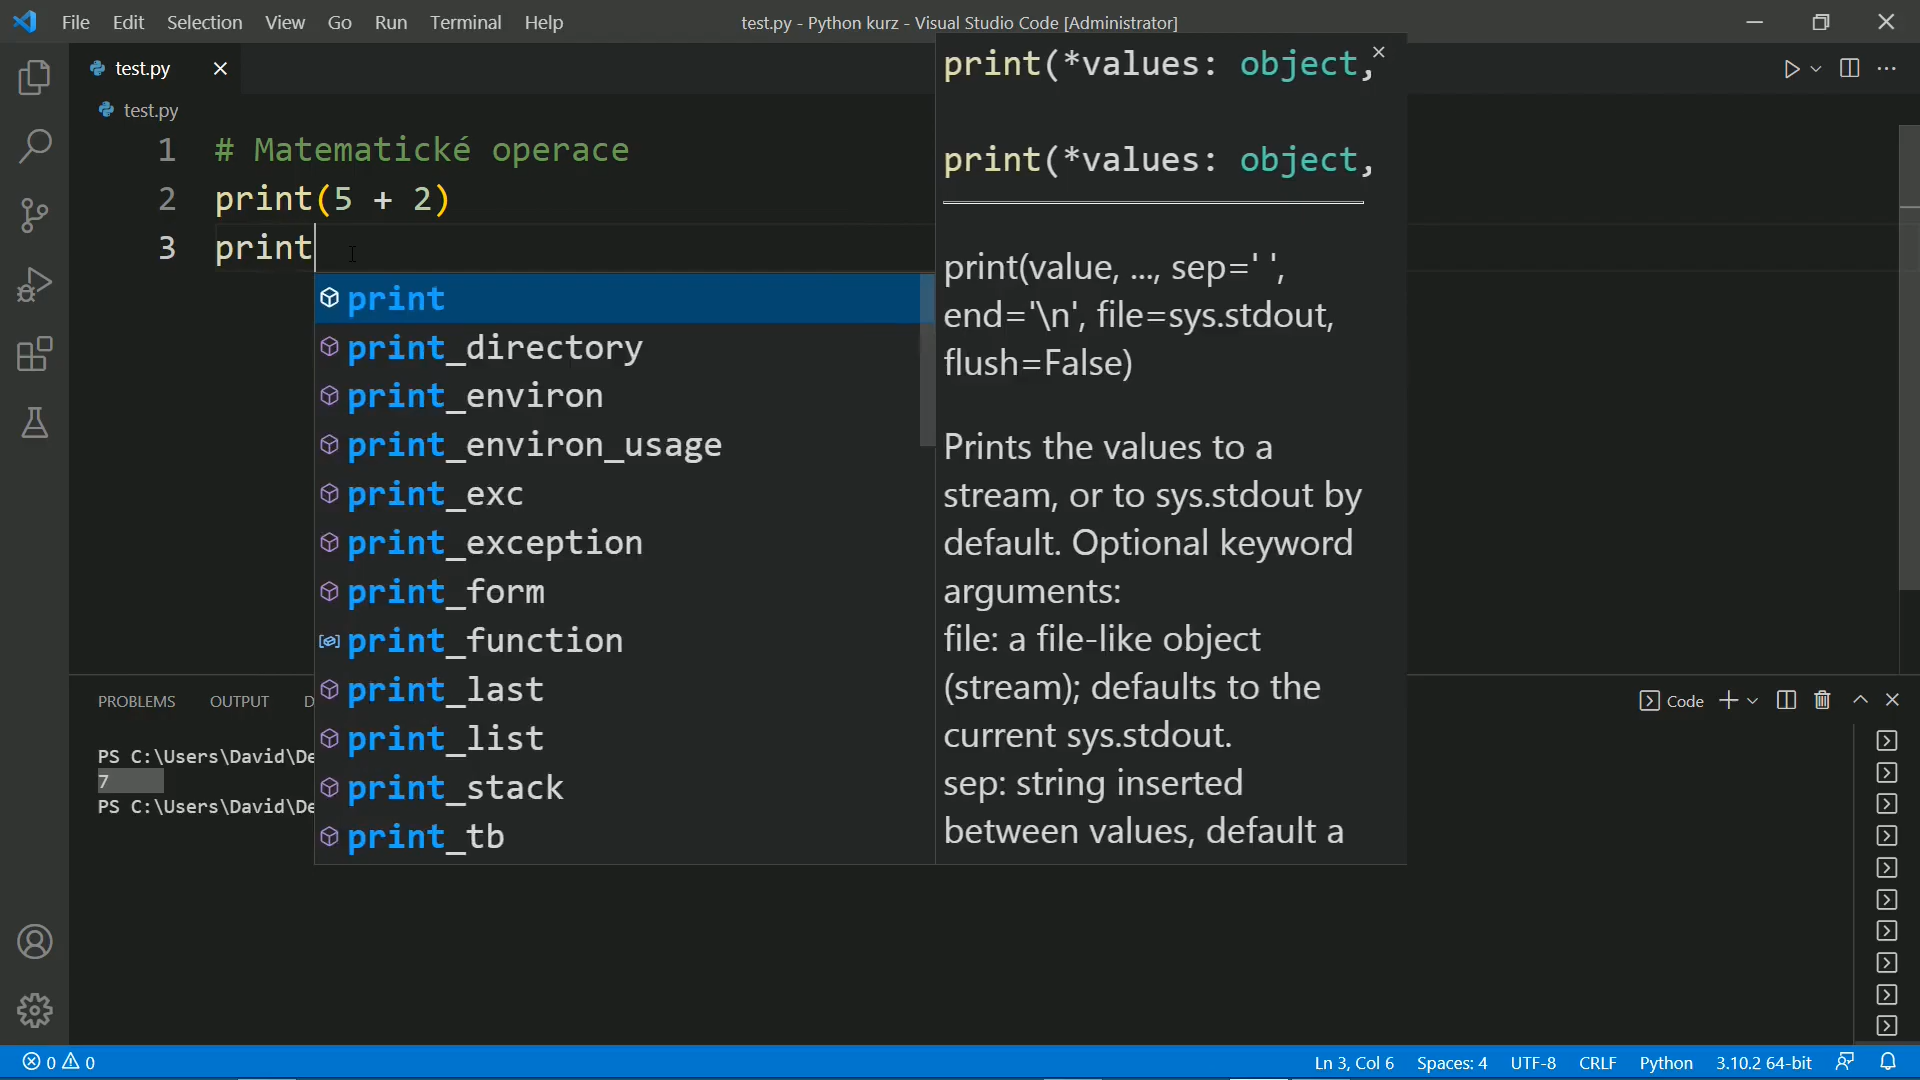 File Edit Selection View Go Run Terminal Help
test.py - Python kurz - Visual Studio Code [Administrator]
test.py
test.py
1 # Matematické operace
2 print(5 + 2)
3 print
print
print_directory
print_environ
print_environ_usage
print_exc
print_exception
print_form
print_function
print_last
print_list
print_stack
print_tb
print(*values: object,
print(*values: object,
print(value, ..., sep=' ',
end='\n', file=sys.stdout,
flush=False)
Prints the values to a
stream, or to sys.stdout by
default. Optional keyword
arguments:
file: a file-like object
(stream); defaults to the
current sys.stdout.
sep: string inserted
between values, default a
PROBLEMS OUTPUT D
Code
PS C:\Users\David\De
7
PS C:\Users\David\De
0 0
Ln 3, Col 6 Spaces: 4 UTF-8 CRLF Python 3.10.2 64-bit